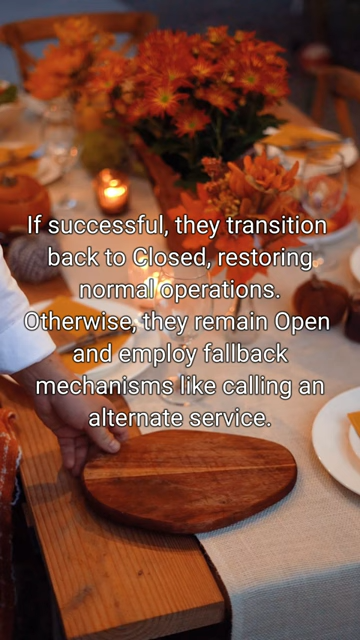 If successful, they transition
back to Closed, restoring
normal operations.
Otherwise, they remain Open
and employ fallback
mechanisms like calling an
alternate service.